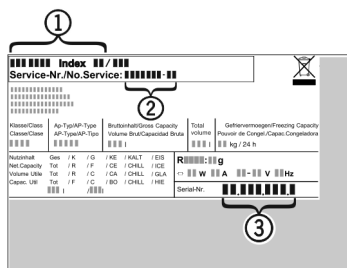 1
Index /
Service-Nr./No.Service: -
2
Klasse/Class Ap-Typ/AP-Type Bruttoinhalt/Gross Capacity Total Gefriervermoegen/Freezing Capacity
Classe/Clase AP-Type/AP-Tipo Volume Brut/Capacidad Bruta volume Pouvoir de Congel./Capac.Congeladora
l l kg / 24 h
Nutzinhalt Ges / K / G / KE / KALT / EIS
Net.Capacity Tot / R / F / CE / CHILL / ICE
Volume Utile Tot / R / C / CA / CHILL / GLA
Capec. Util Tot / F / C / BO / CHILL / HIE
l / l
R : g
W A - V Hz
Serial-Nr. . . .
3